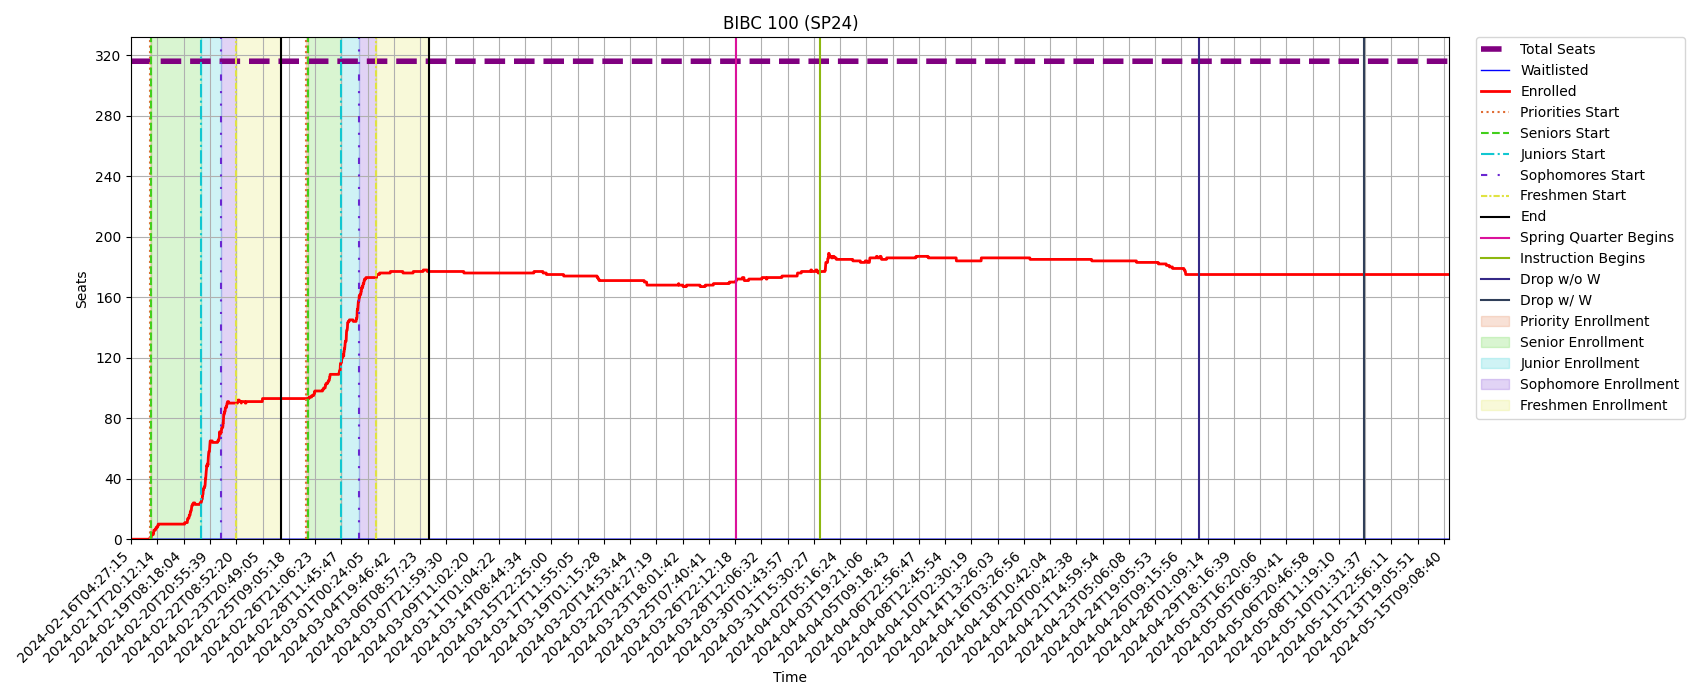 BIBC 100 (SP24)
320
280
240
200
160
120
80
40
0
Seats
2024-02-16T04:27:15
2024-02-17T20:12:14
2024-02-19T08:18:04
2024-02-20T20:55:39
2024-02-22T08:52:20
2024-02-23T20:49:05
2024-02-25T09:05:18
2024-02-26T21:06:23
2024-02-28T11:45:47
2024-03-01T00:24:05
2024-03-04T19:46:42
2024-03-06T08:57:23
2024-03-07T21:59:30
2024-03-09T11:02:20
2024-03-11T01:04:22
2024-03-14T08:44:34
2024-03-15T22:25:00
2024-03-17T11:55:05
2024-03-19T01:15:28
2024-03-20T14:53:44
2024-03-22T04:27:19
2024-03-23T18:01:42
2024-03-25T07:40:41
2024-03-26T22:12:18
2024-03-28T12:06:32
2024-03-30T01:43:57
2024-03-31T15:30:27
2024-04-02T05:16:24
2024-04-03T19:21:06
2024-04-05T09:18:43
2024-04-06T22:56:47
2024-04-08T12:45:54
2024-04-10T02:30:19
2024-04-14T13:26:03
2024-04-16T03:26:56
2024-04-18T10:42:04
2024-04-20T00:42:38
2024-04-21T14:59:54
2024-04-23T05:06:08
2024-04-24T19:05:53
2024-04-26T09:15:56
2024-04-28T01:09:14
2024-04-29T18:16:39
2024-05-03T16:20:06
2024-05-05T06:30:41
2024-05-06T20:46:58
2024-05-08T11:19:10
2024-05-10T01:31:37
2024-05-11T22:56:11
2024-05-13T19:05:51
2024-05-15T09:08:40
Time
Total Seats
Waitlisted
Enrolled
Priorities Start
Seniors Start
Juniors Start
Sophomores Start
Freshmen Start
End
Spring Quarter Begins
Instruction Begins
Drop w/o W
Drop w/ W
Priority Enrollment
Senior Enrollment
Junior Enrollment
Sophomore Enrollment
Freshmen Enrollment